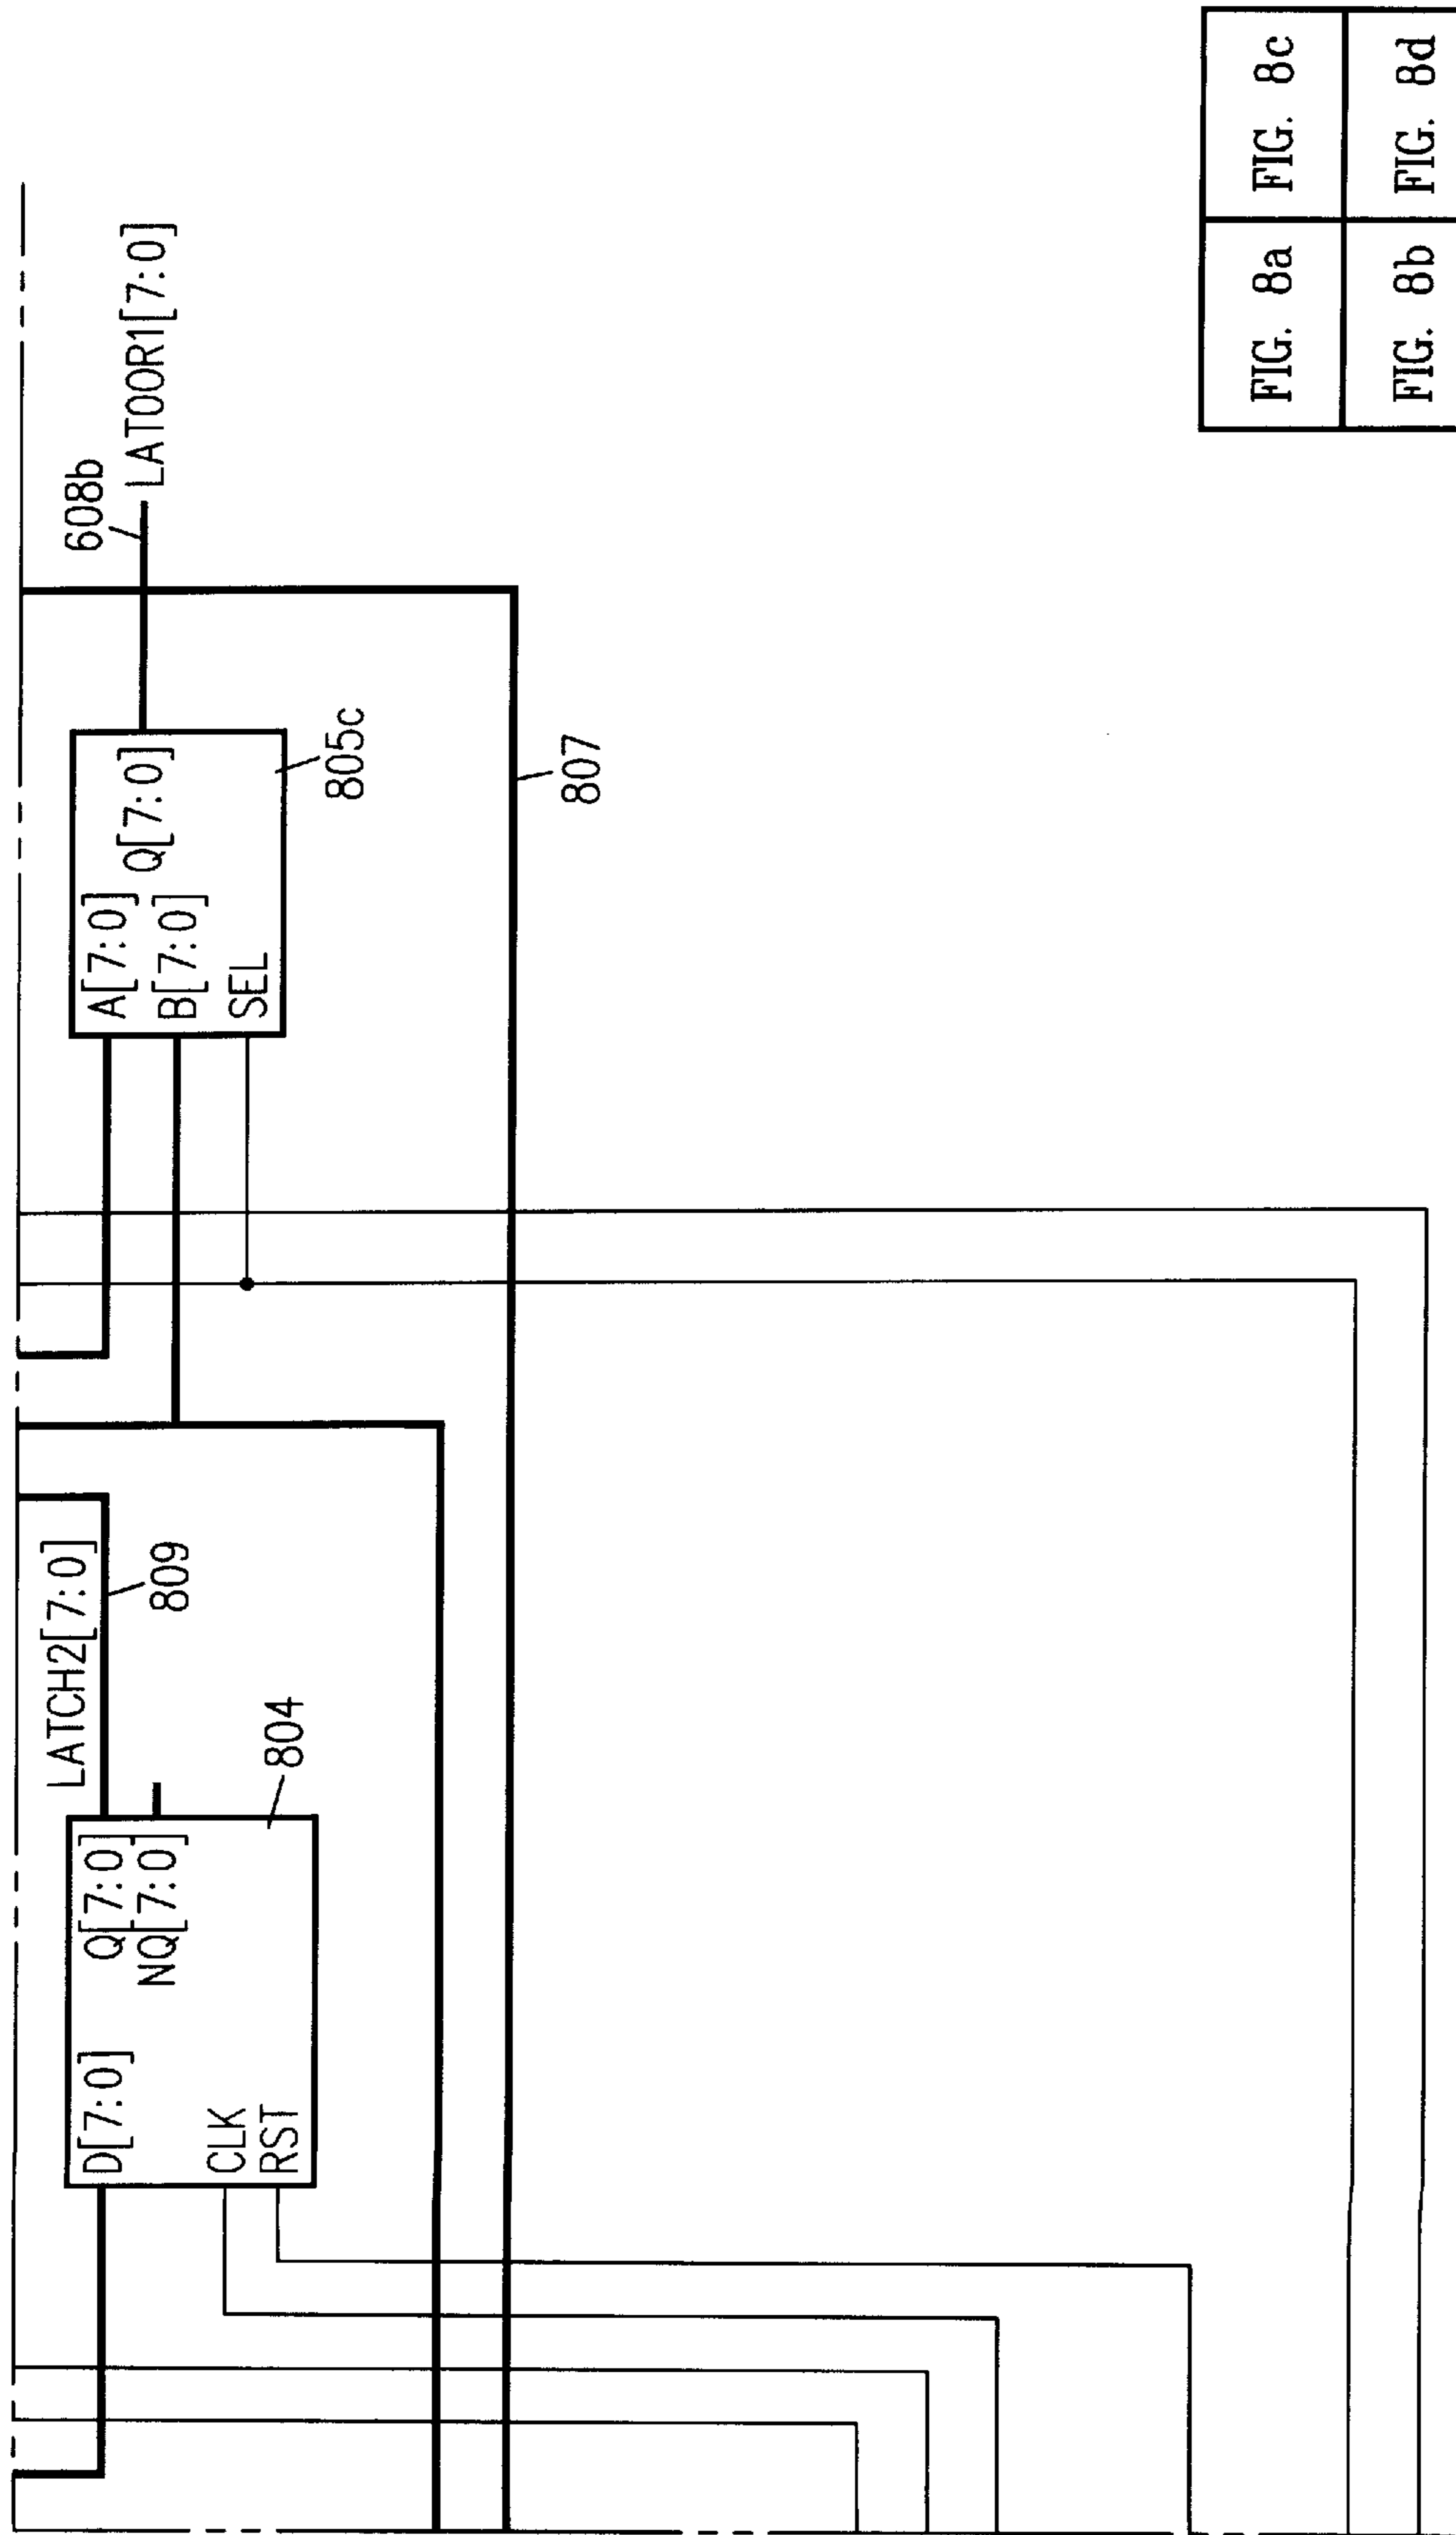 LATCH2[7:0]
809
D[7:0]
Q[7:0]
NQ[7:0]
CLK
RST
804
A[7:0]
B[7:0]
Q[7:0]
SEL
805c
608b
LATOOR1[7:0]
807
FIG. 8a
FIG. 8c
FIG. 8b
FIG. 8d